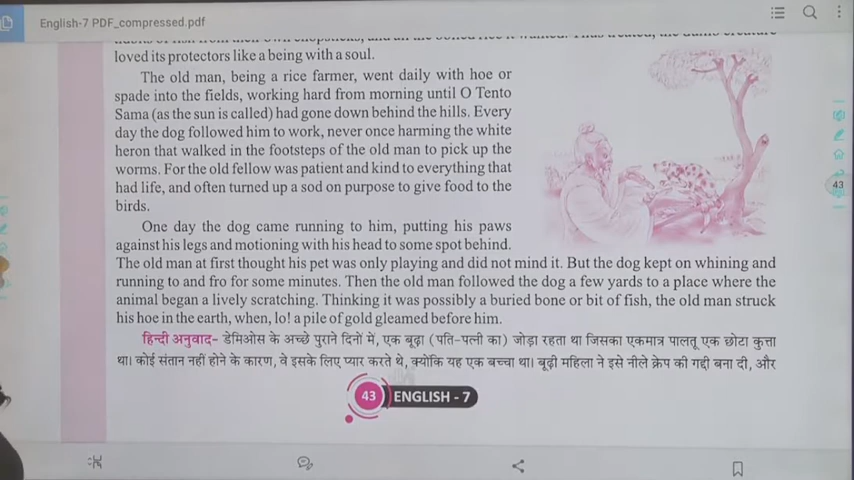 English-7 PDF_compressed.pdf
loved its protectors like a being with a soul.
The old man, being a rice farmer, went daily with hoe or
spade into the fields, working hard from morning until O Tento
Sama (as the sun is called) had gone down behind the hills. Every
day the dog followed him to work, never once harming the white
heron that walked in the footsteps of the old man to pick up the
worms. For the old fellow was patient and kind to everything that
had life, and often turned up a sod on purpose to give food to the
birds.
One day the dog came running to him, putting his paws
against his legs and motioning with his head to some spot behind.
The old man at first thought his pet was only playing and did not mind it. But the dog kept on whining and
running to and fro for some minutes. Then the old man followed the dog a few yards to a place where the
animal began a lively scratching. Thinking it was possibly a buried bone or bit of fish, the old man struck
his hoe in the earth, when, lo! a pile of gold gleamed before him.
हिन्दी अनुवाद- डेमिओस के अच्छे पुराने दिनों में, एक बूढ़ा (पति-पत्नी का) जोड़ा रहता था जिसका एकमात्र पालतू एक छोटा कुत्ता
था। कोई संतान नहीं होने के कारण, वे इसके लिए प्यार करते थे, क्योंकि यह एक बच्चा था। बूढ़ी महिला ने इसे नीले क्रेप की गद्दी बना दी, और
43 ENGLISH - 7
43